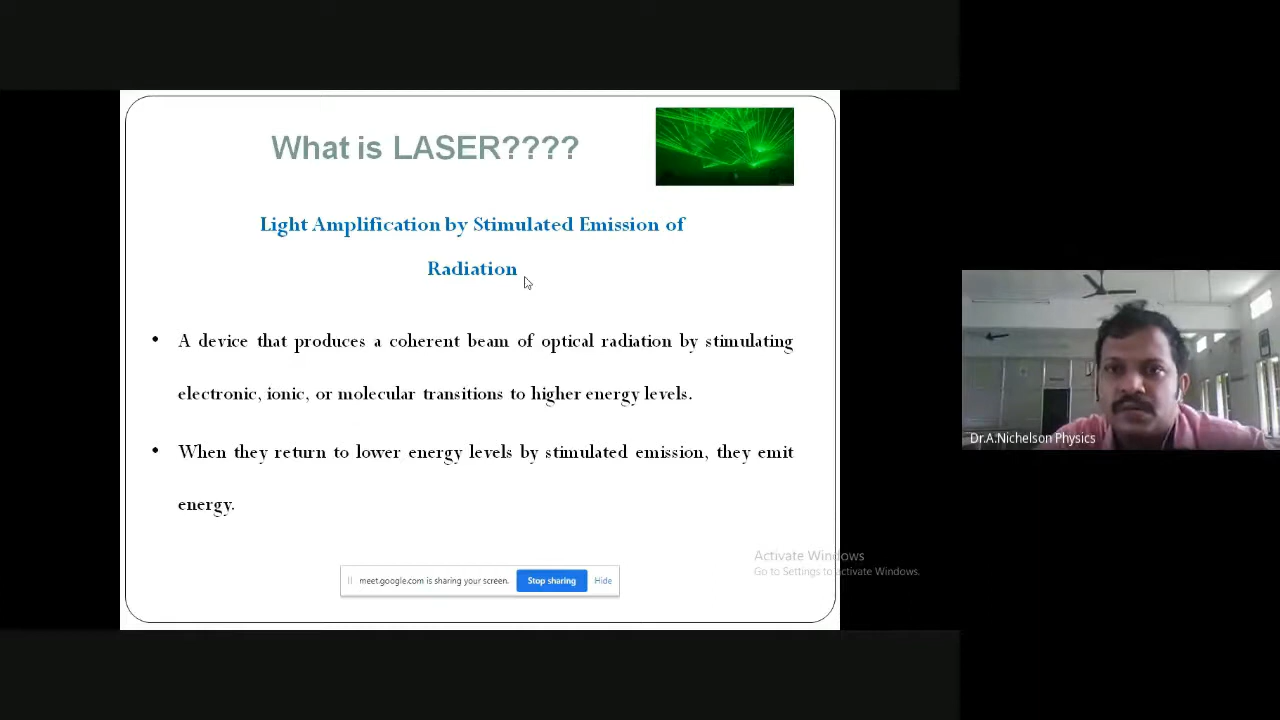 What is LASER????
Light Amplification by Stimulated Emission of
Radiation
• A device that produces a coherent beam of optical radiation by stimulating
electronic, ionic, or molecular transitions to higher energy levels.
• When they return to lower energy levels by stimulated emission, they emit
energy.
meet.google.com is sharing your screen. Stop sharing Hide
Activate Windows
Go to Settings to activate Windows.
Dr.A.Nichelson Physics